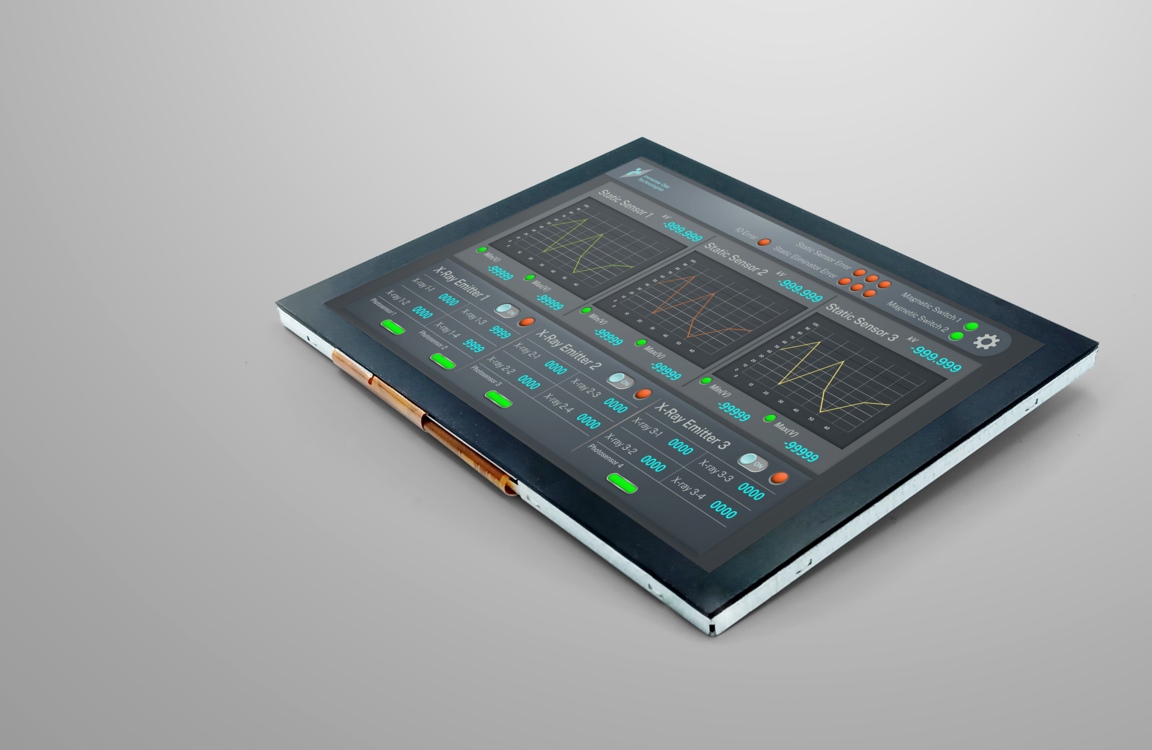 IO Error
Static Sensor Error
Static Eliminator Error
Magnetic Switch 1
Magnetic Switch 2
Static Sensor 1
kV
-999.999
Min(V)
-99999
Max(V)
-99999
Static Sensor 2
kV
-999.999
Min(V)
-99999
Max(V)
-99999
Static Sensor 3
kV
-999.999
Min(V)
-99999
Max(V)
-99999
X-Ray Emitter 1
ON
X-ray 1-1
0000
X-ray 1-3
9999
X-ray 1-2
0000
X-ray 1-4
9999
X-Ray Emitter 2
ON
X-ray 2-1
0000
X-ray 2-3
0000
X-ray 2-2
0000
X-ray 2-4
0000
X-Ray Emitter 3
ON
X-ray 3-1
0000
X-ray 3-3
0000
X-ray 3-2
0000
X-ray 3-4
0000
Photosensor 1
Photosensor 2
Photosensor 3
Photosensor 4